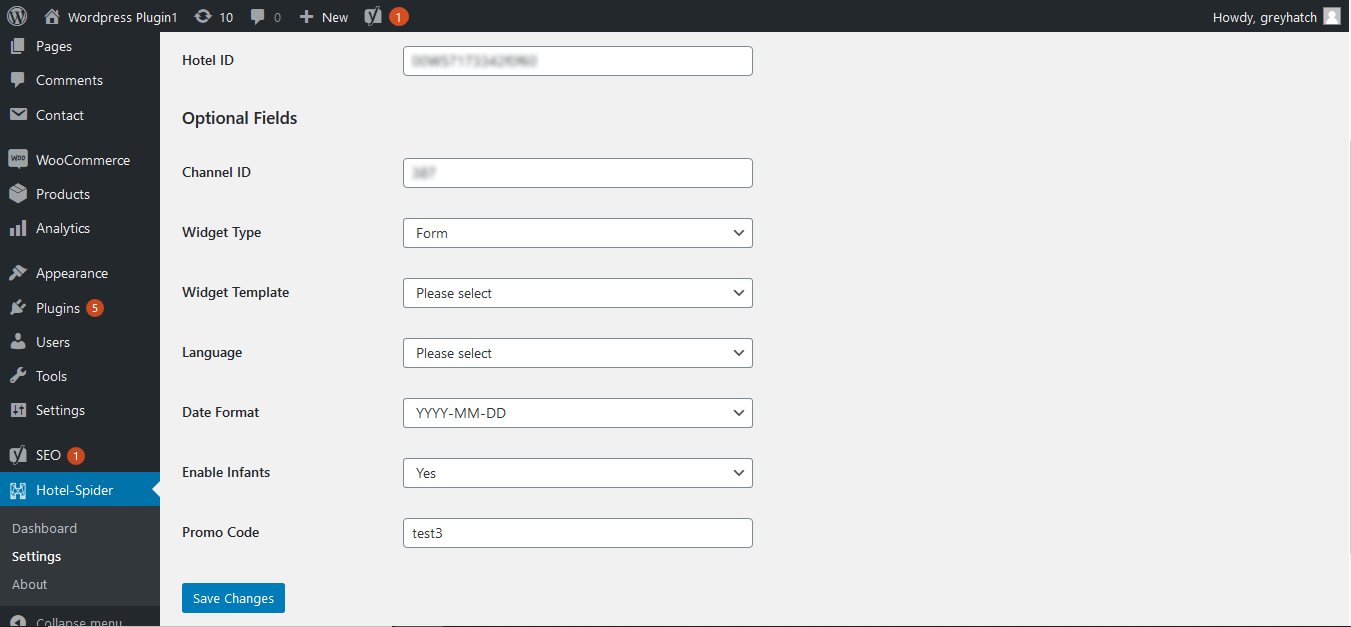 Wordpress Plugin1 10 0 New 1 Howdy, greyhatch
Pages
Comments
Contact
WooCommerce
Products
Analytics
Appearance
Plugins 5
Users
Tools
Settings
SEO 1
Hotel-Spider
Dashboard
Settings
About
Collapse menu
Hotel ID
Optional Fields
Channel ID
Widget Type Form
Widget Template Please select
Language Please select
Date Format YYYY-MM-DD
Enable Infants Yes
Promo Code test3
Save Changes